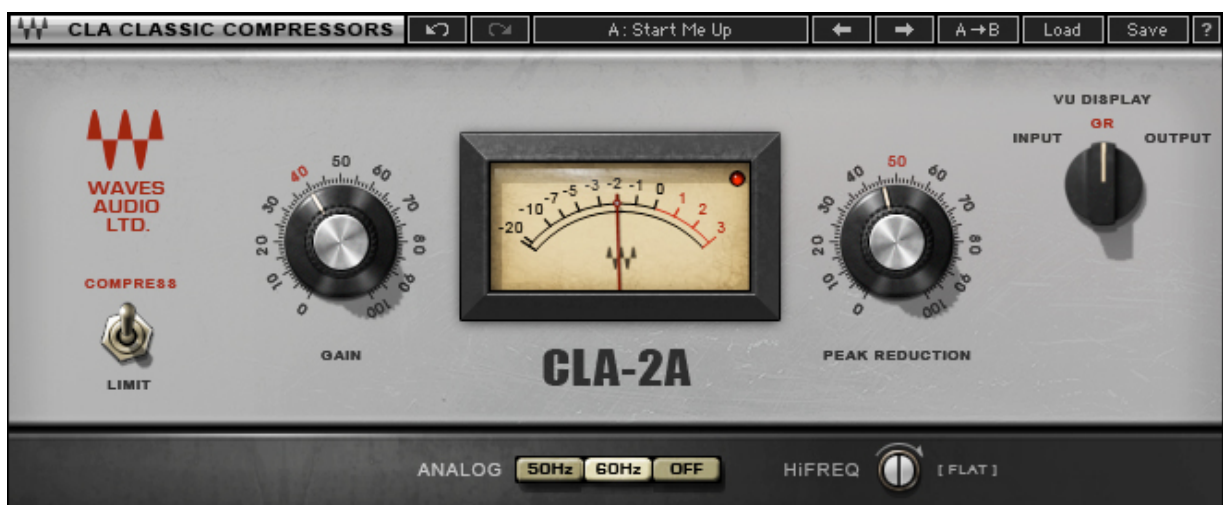 CLA CLASSIC COMPRESSORS
A: Start Me Up
A→B
Load
Save
?
WAVES
AUDIO
LTD.
COMPRESS
LIMIT
0 10 20 30 40 50 60 70 80 90 100
GAIN
-20 -10 -7 -5 -3 -2 -1 0 1 2 3
CLA-2A
0 10 20 30 40 50 60 70 80 90 100
PEAK REDUCTION
VU DISPLAY
INPUT GR OUTPUT
ANALOG 50Hz 60Hz OFF
HiFREQ [ FLAT ]